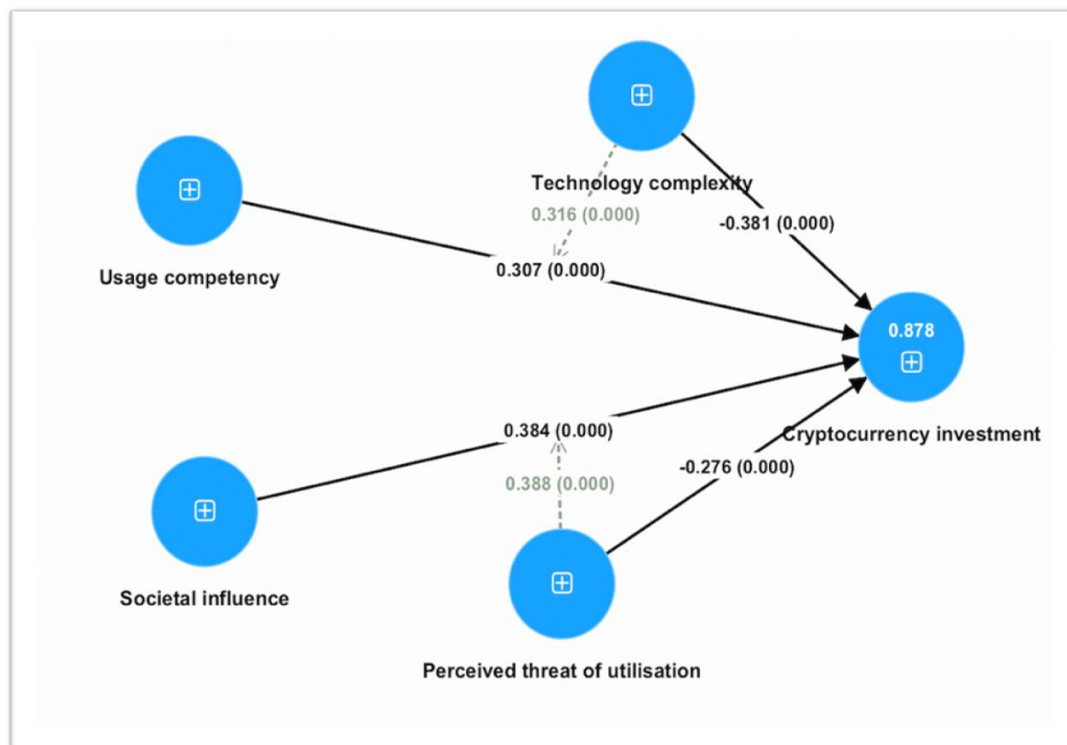 Technology complexity
0.316 (0.000)
-0.381 (0.000)
Usage competency
0.307 (0.000)
0.878
0.384 (0.000)
Cryptocurrency investment
-0.276 (0.000)
0.388 (0.000)
Societal influence
Perceived threat of utilisation